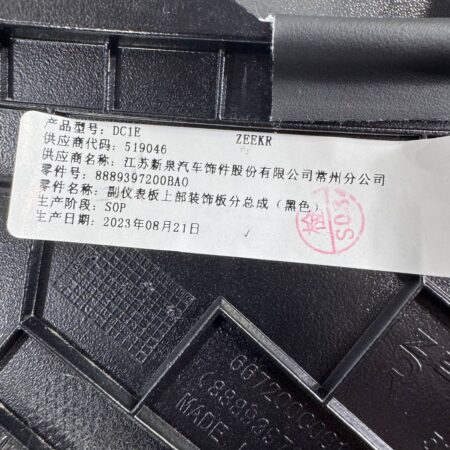 产品型号: DC1E ZEEKR
供应商代码: 519046
供应商名称: 江苏新泉汽车饰件股份有限公司常州分公司
零件号: 8889397200BA0
零件名称: 副仪表板上部装饰板分总成(黑色)
生产阶段: SOP
生产日期: 2023年08月21日
检
S03
MADE